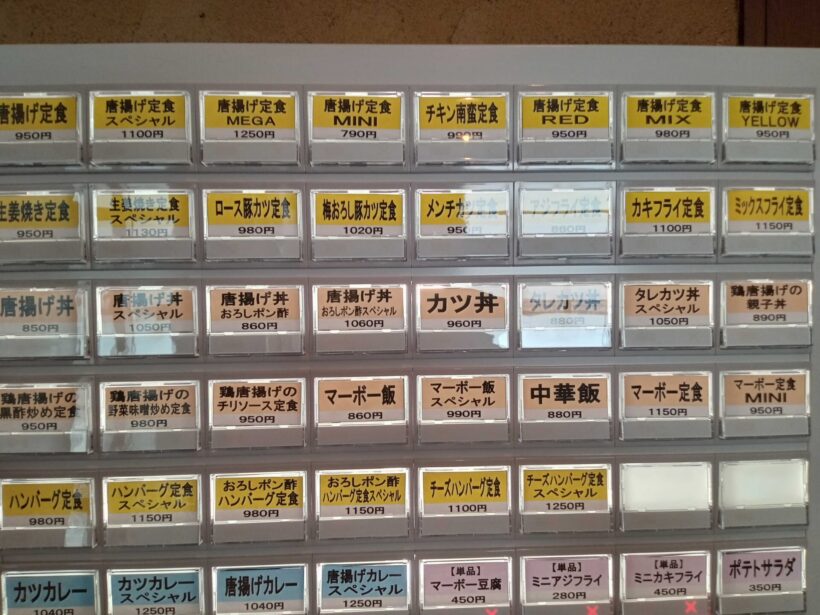 唐揚げ定食
950円
唐揚げ定食
スペシャル
1100円
唐揚げ定食
MEGA
1250円
唐揚げ定食
MINI
790円
チキン南蛮定食
990円
唐揚げ定食
RED
950円
唐揚げ定食
MIX
980円
唐揚げ定食
YELLOW
950円
生姜焼き定食
950円
生姜焼き定食
スペシャル
1130円
ロース豚カツ定食
980円
梅おろし豚カツ定食
1020円
メンチカツ定食
950円
アジフライ定食
860円
カキフライ定食
1100円
ミックスフライ定食
1150円
唐揚げ丼
850円
唐揚げ丼
スペシャル
1050円
唐揚げ丼
おろしポン酢
860円
唐揚げ丼
おろしポン酢スペシャル
1060円
カツ丼
960円
タレカツ丼
880円
タレカツ丼
スペシャル
1050円
鶏唐揚げの
親子丼
890円
鶏唐揚げの
黒酢炒め定食
950円
鶏唐揚げの
野菜味噌炒め定食
980円
鶏唐揚げの
チリソース定食
950円
マーボー飯
860円
マーボー飯
スペシャル
990円
中華飯
880円
マーボー定食
1150円
マーボー定食
MINI
950円
ハンバーグ定食
980円
ハンバーグ定食
スペシャル
1150円
おろしポン酢
ハンバーグ定食
980円
おろしポン酢
ハンバーグ定食スペシャル
1150円
チーズハンバーグ定食
1100円
チーズハンバーグ定食
スペシャル
1250円
カツカレー
1040円
カツカレー
スペシャル
1250円
唐揚げカレー
1040円
唐揚げカレー
スペシャル
1250円
【単品】
マーボー豆腐
450円
【単品】
ミニアジフライ
280円
【単品】
ミニカキフライ
450円
ポテトサラダ
350円